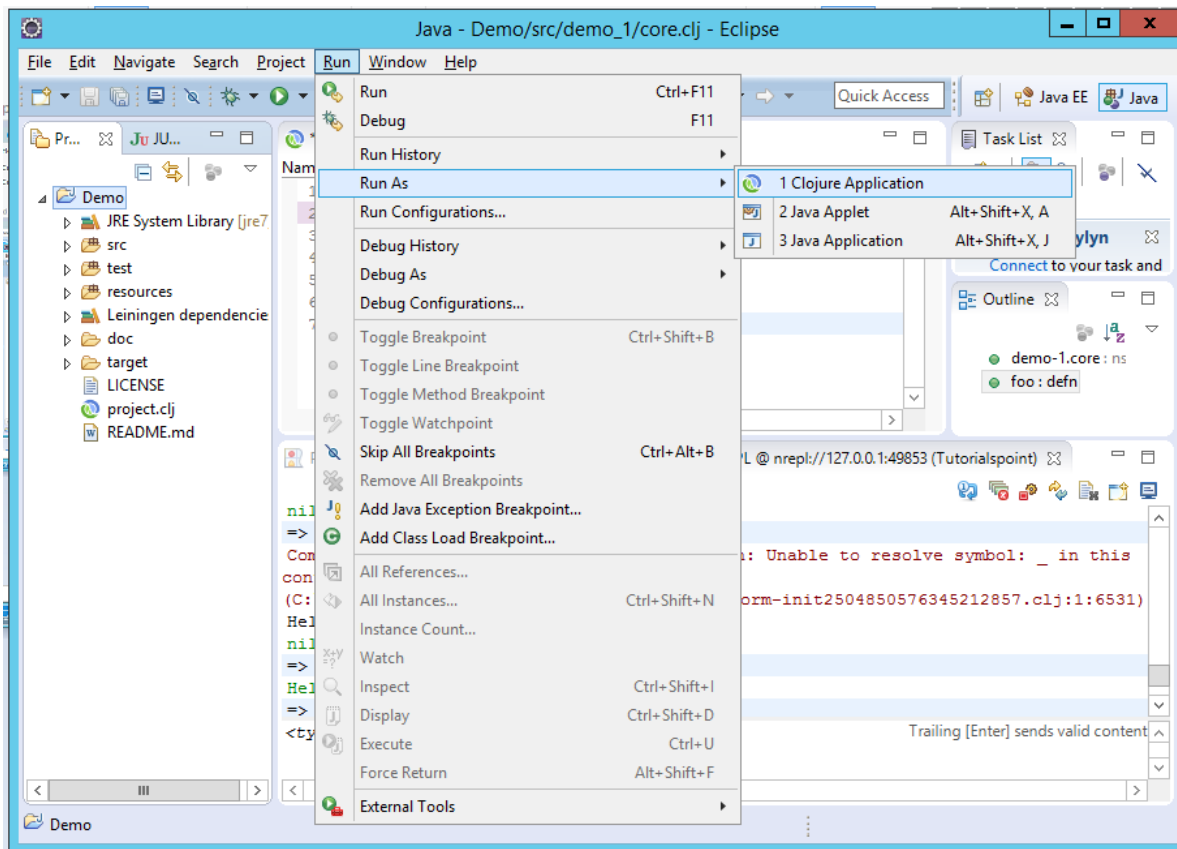 Java - Demo/src/demo_1/core.clj - Eclipse
File Edit Navigate Search Project Run Window Help
Quick Access
Java EE
Java
Pr...
JU...
Demo
JRE System Library [jre7
src
test
resources
Leiningen dependencie
doc
target
LICENSE
project.clj
README.md
Run Ctrl+F11
Debug F11
Run History
Run As
Run Configurations...
Debug History
Debug As
Debug Configurations...
Toggle Breakpoint Ctrl+Shift+B
Toggle Line Breakpoint
Toggle Method Breakpoint
Toggle Watchpoint
Skip All Breakpoints Ctrl+Alt+B
Remove All Breakpoints
Add Java Exception Breakpoint...
Add Class Load Breakpoint...
All References...
All Instances... Ctrl+Shift+N
Instance Count...
Watch
Inspect Ctrl+Shift+I
Display Ctrl+Shift+D
Execute Ctrl+U
Force Return Alt+Shift+F
External Tools
1 Clojure Application
2 Java Applet Alt+Shift+X, A
3 Java Application Alt+Shift+X, J
Nam
Task List
ylyn
Connect to your task and
Outline
demo-1.core : ns
foo : defn
L @ nrepl://127.0.0.1:49853 (Tutorialspoint)
nil
=>
Com
: Unable to resolve symbol: _ in this
con
(C:
orm-init2504850576345212857.clj:1:6531)
Hel
nil
=>
Hel
=>
<ty
Trailing [Enter] sends valid content
Demo